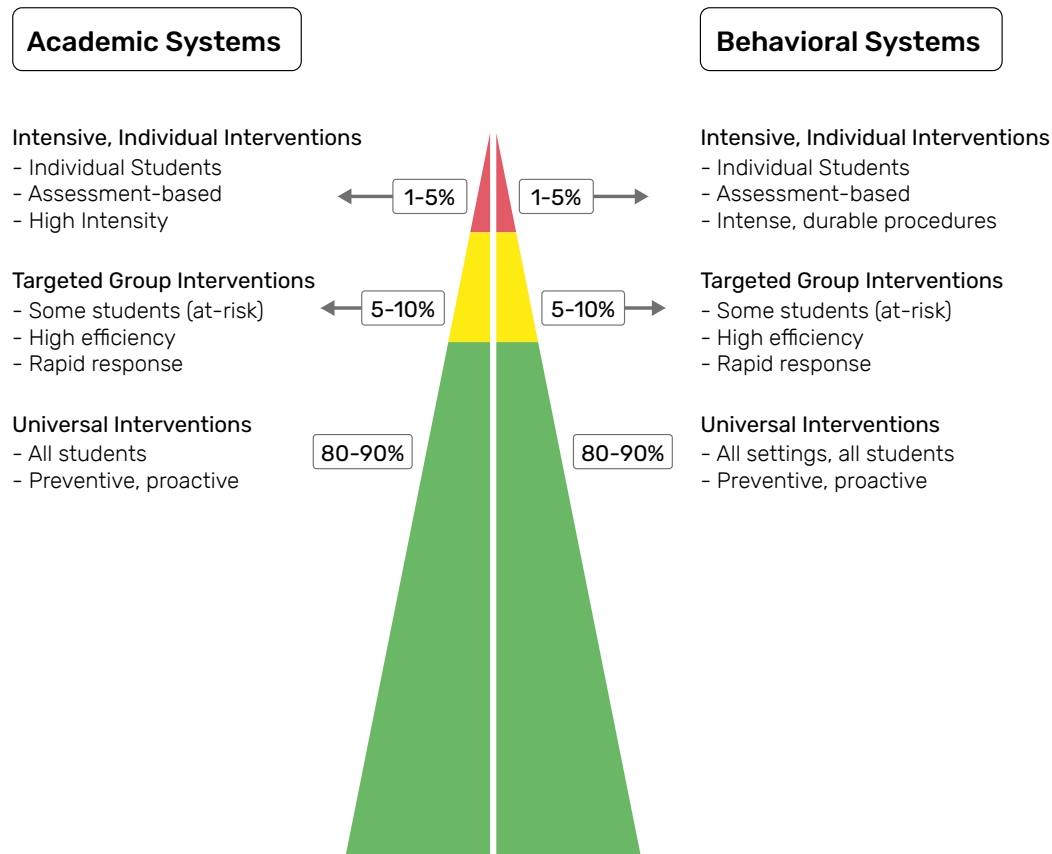 Academic Systems
Behavioral Systems
Intensive, Individual Interventions
- Individual Students
- Assessment-based
- High Intensity
1-5%
1-5%
Intensive, Individual Interventions
- Individual Students
- Assessment-based
- Intense, durable procedures
Targeted Group Interventions
- Some students (at-risk)
- High efficiency
- Rapid response
5-10%
5-10%
Targeted Group Interventions
- Some students (at-risk)
- High efficiency
- Rapid response
Universal Interventions
- All students
- Preventive, proactive
80-90%
80-90%
Universal Interventions
- All settings, all students
- Preventive, proactive